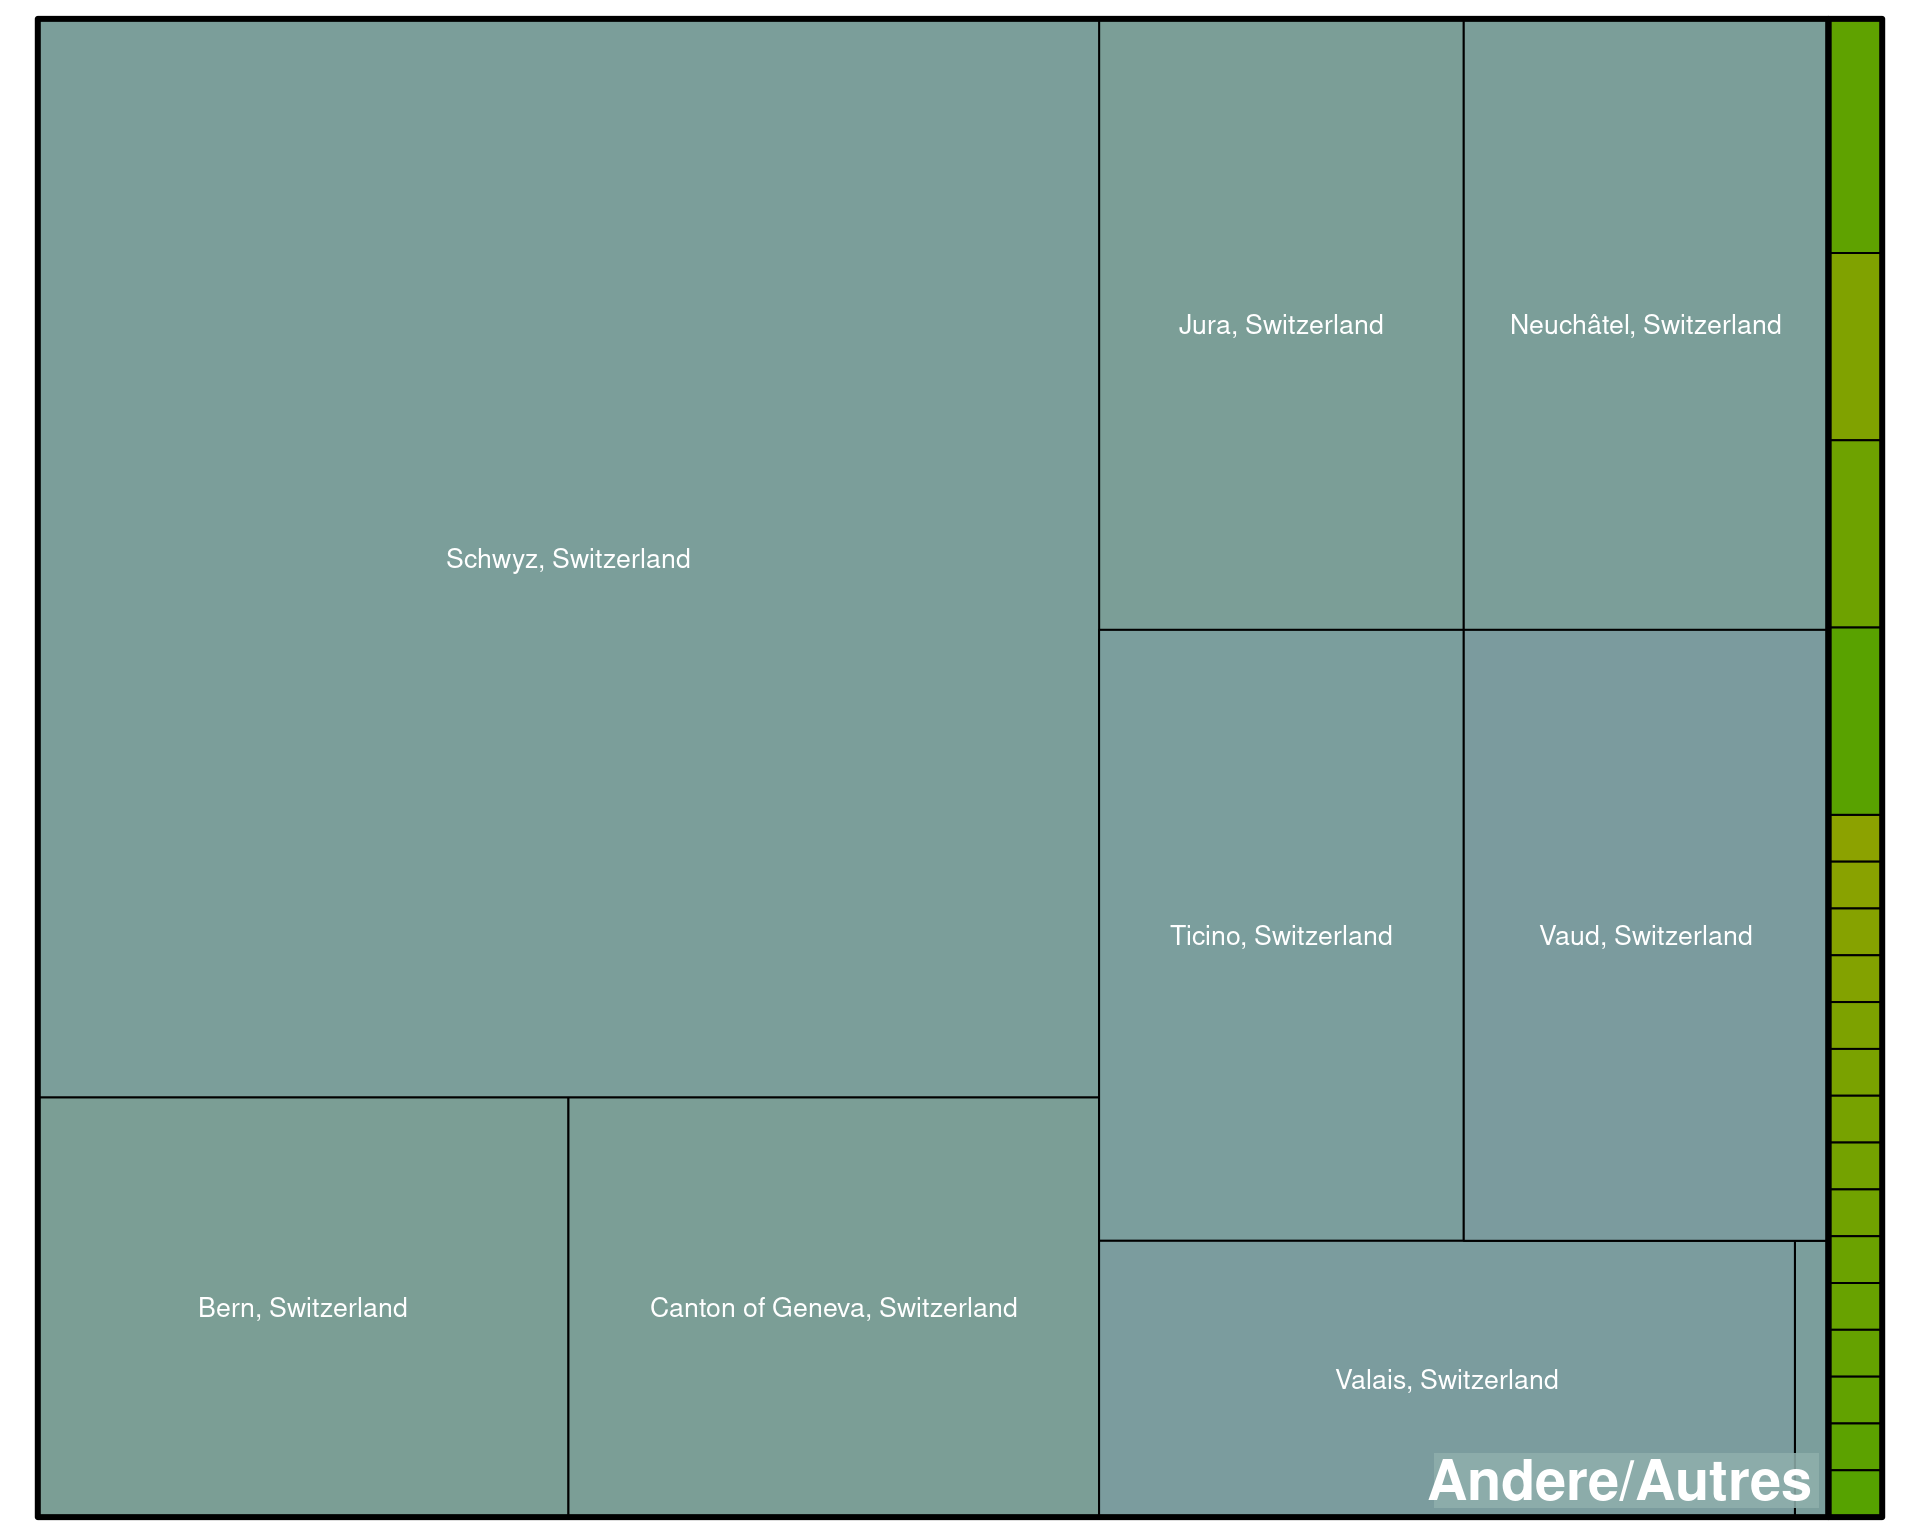 Schwyz, Switzerland
Jura, Switzerland
Neuchâtel, Switzerland
Ticino, Switzerland
Vaud, Switzerland
Bern, Switzerland
Canton of Geneva, Switzerland
Valais, Switzerland
Andere/Autres